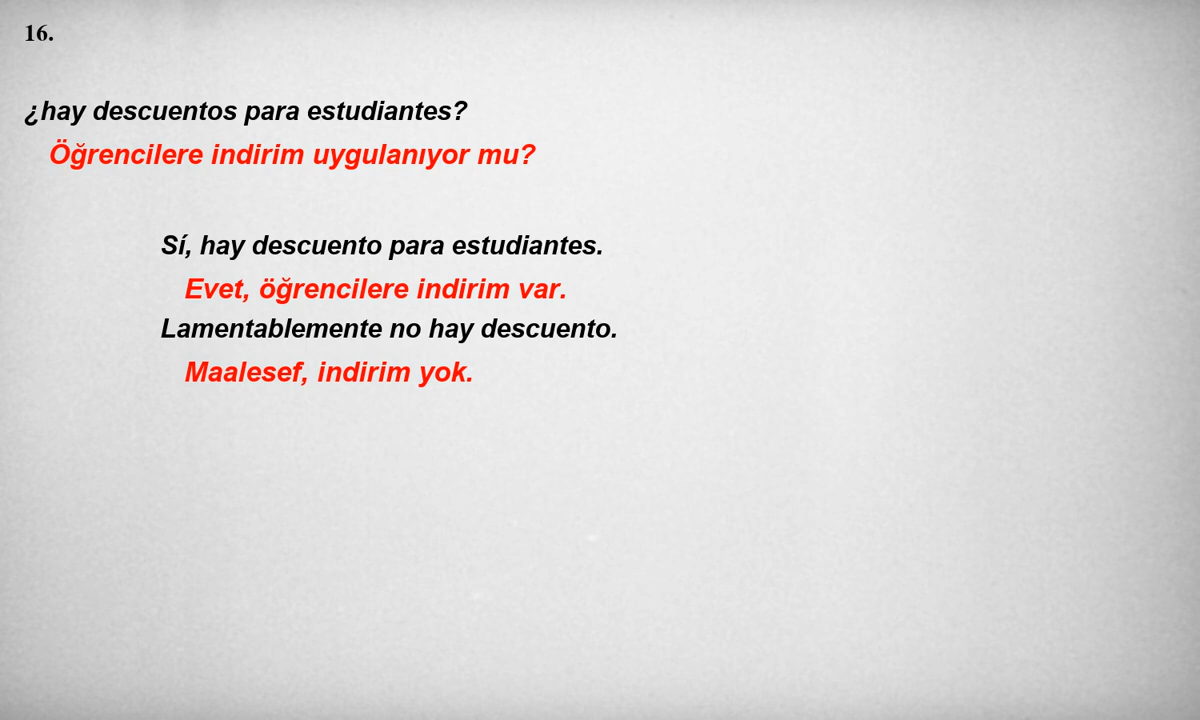 16.
¿hay descuentos para estudiantes?
Öğrencilere indirim uygulanıyor mu?
Sí, hay descuento para estudiantes.
Evet, öğrencilere indirim var.
Lamentablemente no hay descuento.
Maalesef, indirim yok.